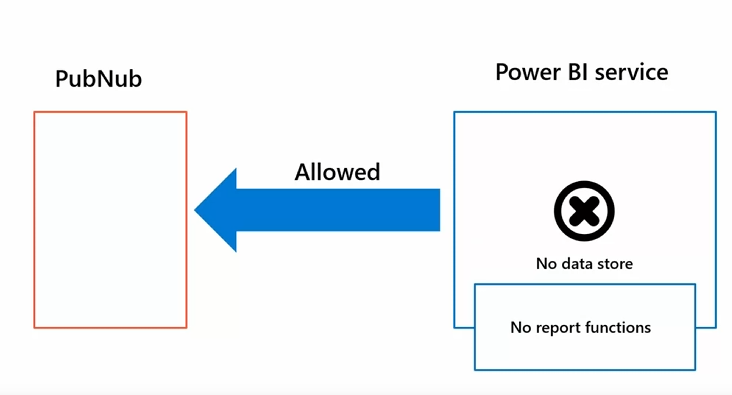 PubNub
Power BI service
Allowed
No data store
No report functions